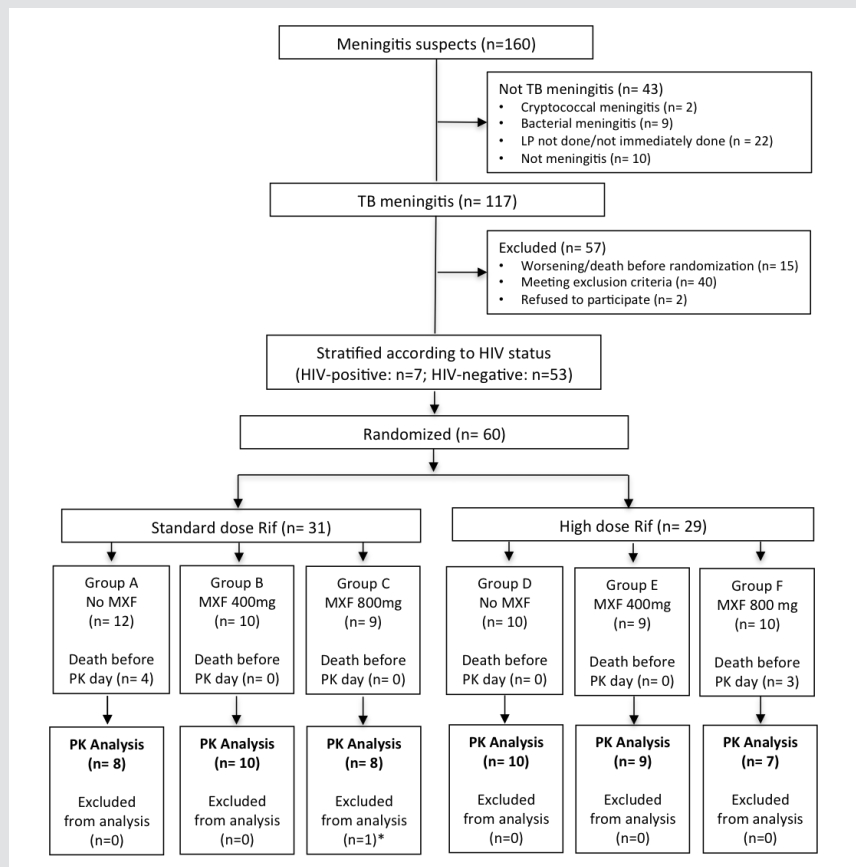 Meningitis suspects (n=160)
Not TB meningitis (n= 43)
• Cryptococcal meningitis (n= 2)
• Bacterial meningitis (n= 9)
• LP not done/not immediately done (n = 22)
• Not meningitis (n= 10)
TB meningitis (n= 117)
Excluded (n= 57)
• Worsening/death before randomization (n= 15)
• Meeting exclusion criteria (n= 40)
• Refused to participate (n= 2)
Stratified according to HIV status
(HIV-positive: n=7; HIV-negative: n=53)
Randomized (n= 60)
Standard dose Rif (n= 31)
High dose Rif (n= 29)
Group A
No MXF
(n= 12)
Death before
PK day (n= 4)
Group B
MXF 400mg
(n= 10)
Death before
PK day (n= 0)
Group C
MXF 800mg
(n= 9)
Death before
PK day (n= 0)
Group D
No MXF
(n= 10)
Death before
PK day (n= 0)
Group E
MXF 400mg
(n= 9)
Death before
PK day (n= 0)
Group F
MXF 800 mg
(n= 10)
Death before
PK day (n= 3)
PK Analysis
(n= 8)
Excluded
from analysis
(n=0)
PK Analysis
(n= 10)
Excluded
from analysis
(n=0)
PK Analysis
(n= 8)
Excluded
from analysis
(n=1)*
PK Analysis
(n= 10)
Excluded
from analysis
(n=0)
PK Analysis
(n= 9)
Excluded
from analysis
(n=0)
PK Analysis
(n= 7)
Excluded
from analysis
(n=0)